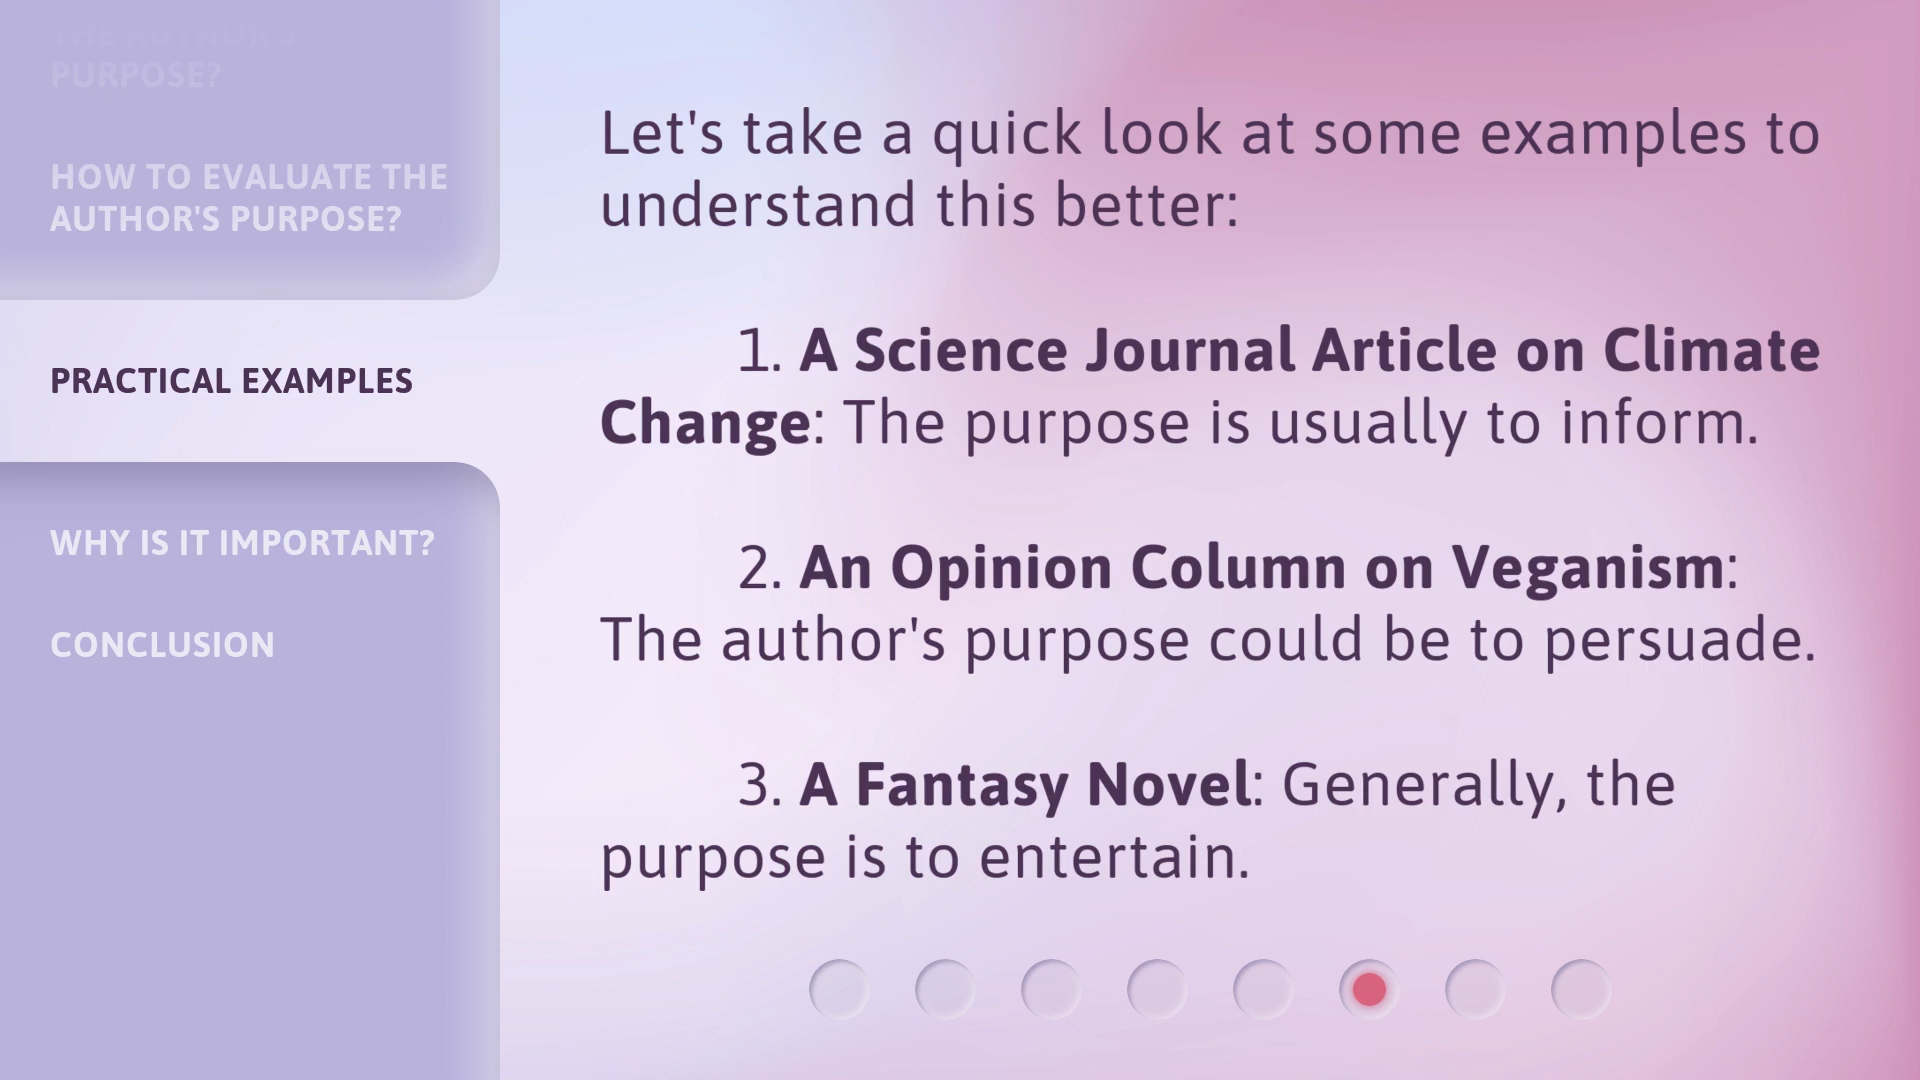 THE AUTHOR'S
PURPOSE?
HOW TO EVALUATE THE
AUTHOR'S PURPOSE?
PRACTICAL EXAMPLES
WHY IS IT IMPORTANT?
CONCLUSION
Let's take a quick look at some examples to
understand this better:
1. A Science Journal Article on Climate
Change: The purpose is usually to inform.
2. An Opinion Column on Veganism:
The author's purpose could be to persuade.
3. A Fantasy Novel: Generally, the
purpose is to entertain.